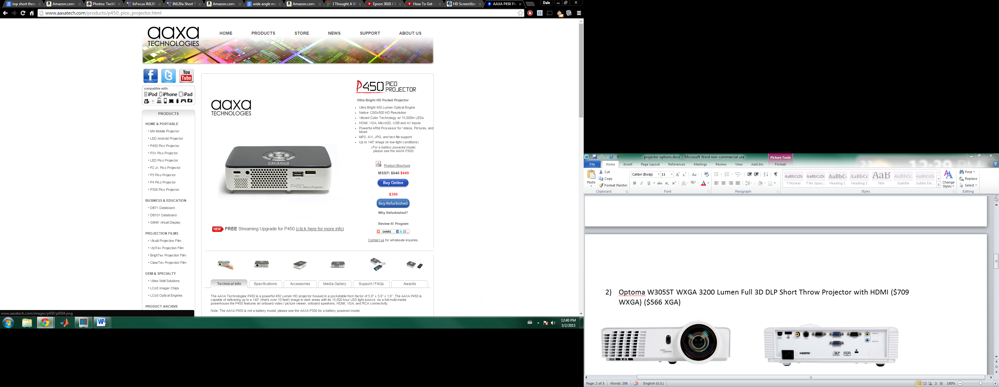 top short throw
Amazon.com:
Photos: TechD
InFocus IN126
IN120a Short T
Amazon.com:
wide angle ma
Amazon.com:
I Thought A W
Epson 3010 / 2
How To Get -
HD ScreenStar
AAXA P450 Pic
Dale
www.aaxatech.com/products/p450_pico_projector.html
off
aaxa
TECHNOLOGIES
HOME
PRODUCTS
STORE
NEWS
SUPPORT
ABOUT US
You
Tube
compatible with:
iPod iPhone iPad
PRODUCTS
HOME & PORTABLE
• M4 Mobile Projector
• LED Android Projector
• P450 Pico Projector
• P3X Pico Projector
• LED Pico Projector
• P2 Jr. Pico Projector
• P3 Pico Projector
• P4 Pico Projector
• P300 Pico Projector
BUSINESS & EDUCATION
• DB71 Databoard
• DB101 Databoard
• GB46 Virtual Display
PROJECTION FILMS
• Vikuiti Projection Film
• ViziTex Projection Film
• BrighTex Projection Film
• ClearTex Projection Film
OEM & SPECIALTY
• Video Wall Solutions
• LCoS Imager Chips
• LCoS Optical Engines
PRODUCT ARCHIVE
aaxa
TECHNOLOGIES
aaxa
TECHNOLOGIES
VGA
USB
P450 Micro Projector
P450 PICO
PROJECTOR
Ultra Bright HD Pocket Projector
• Ultra Bright 450 Lumen Optical Engine
• Native 1280x800 HD Resolution
• Vibrant Color Technology w/ 15,000hr LEDs
• HDMI, VGA, MicroSD, USB and AV inputs
• Powerful ARM Processor for Videos, Pictures, and
Music
• MP3, AVI, JPG, and text file support
• Up to 140" image (in low-light conditions)
(For a battery powered model,
please see the AAXA P300)
Product Brochure
MSRP: $549 $449
Buy Online
$399
Buy Refurbished
Why Refurbished?
Review It! Program
SHARE
Contact us for wholesale inquiries.
NEW FREE Streaming Upgrade for P450 (click here for more info)
Technical Info
Specifications
Accessories
Media Gallery
Support / FAQs
Awards
The AAXA Technologies P450 is a powerful 450 Lumen HD projector housed in a pocketable form factor of 5.9" x 3.9" x 1.6". The AAXA P450 is
capable of delivering up to a 140" (that's over 10 feet!) image in dark areas with its 15,000 hour LED light-source. As a full multi-media
powerhouse the P450 features an onboard video / picture viewer, onboard speakers, HDMI, VGA, and RCA connectivity.
Note: The AAXA P450 is not a battery model, please see the AAXA P300 for a battery powered model.
www.aaxatech.com/images/p450/p4504.png
12:40 PM
3/2/2015
projector options.docx - Microsoft Word non-commercial use
Picture Tools
File
Home
Insert
Page Layout
References
Mailings
Review
View
Add-Ins
Format
Paste
Cut
Copy
Format Painter
Clipboard
Calibri (Body)
11
Font
Paragraph
AaBbCcDc
¶ Normal
AaBbCcDc
¶ No Spaci...
AaBbC
Heading 1
AaBbCc
Heading 2
AaB
Title
AaBbCc.
Subtitle
AaBbCcDc
Subtle Em...
Change
Styles
Styles
Find
Replace
Select
Editing
2) Optoma W305ST WXGA 3200 Lumen Full 3D DLP Short Throw Projector with HDMI ($709
WXGA) ($566 XGA)
Optoma
HDMI
DLP
Page: 2 of 3
Words: 206
English (U.S.)
180%